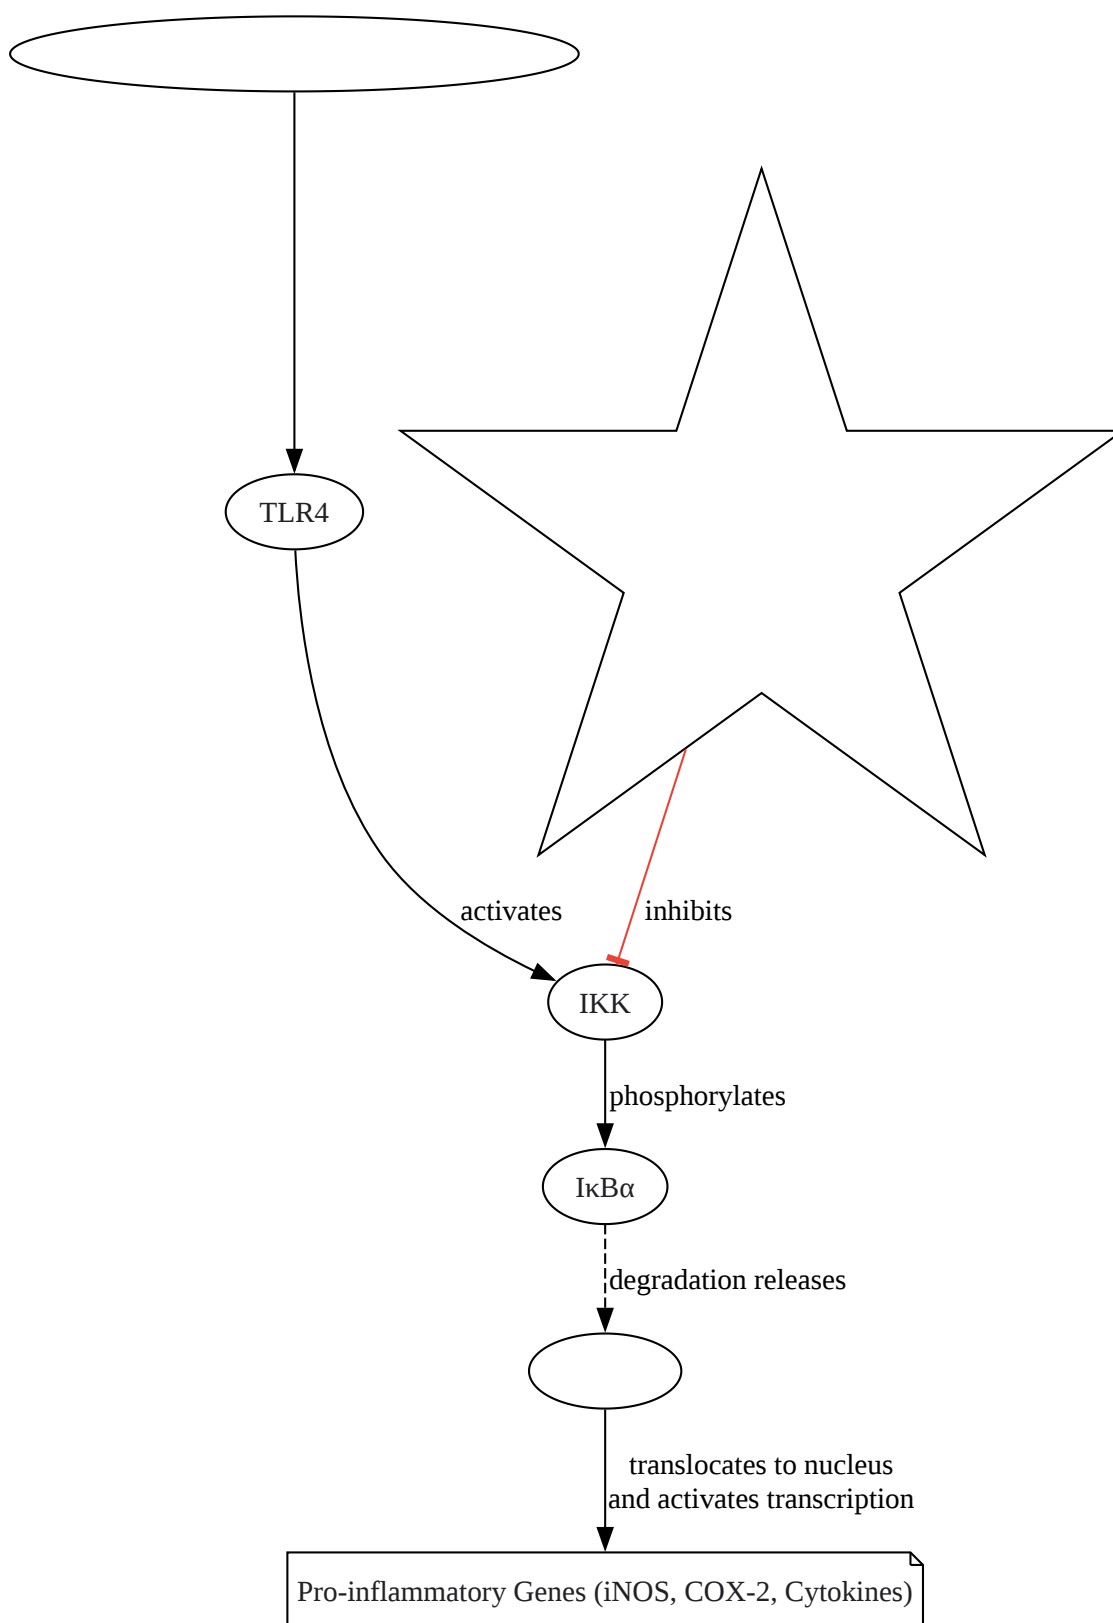 TLR4
activates
inhibits
IKK
phosphorylates
IκBα
degradation releases
translocates to nucleus
and activates transcription
Pro-inflammatory Genes (iNOS, COX-2, Cytokines)